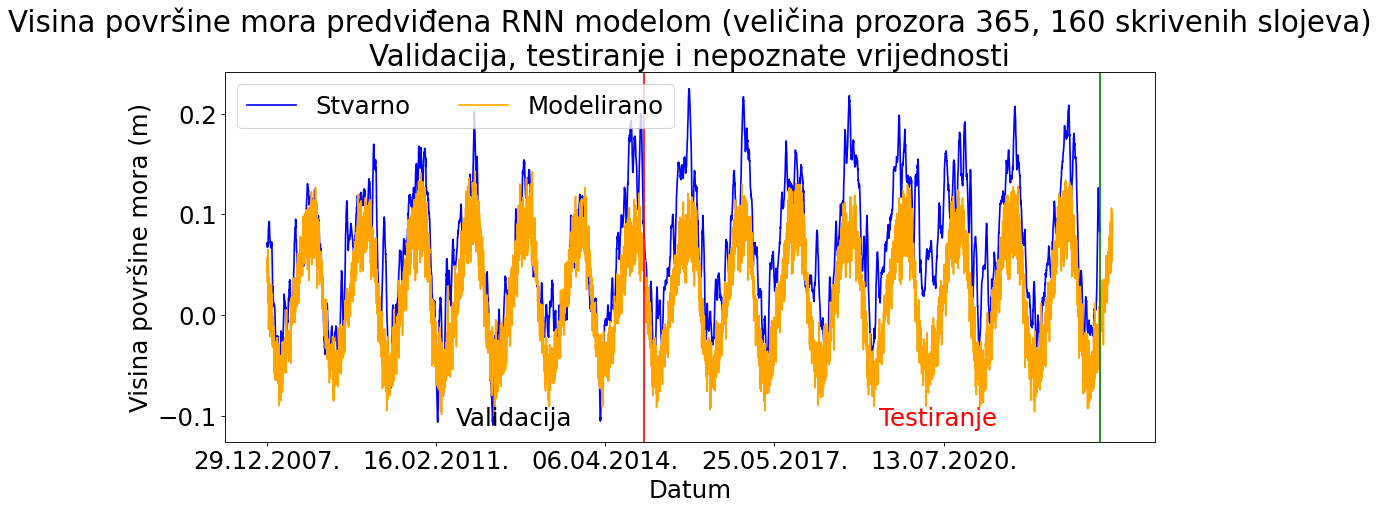 Visina površine mora predviđena RNN modelom (veličina prozora 365, 160 skrivenih slojeva)
Validacija, testiranje i nepoznate vrijednosti
Stvarno
Modelirano
Visina površine mora (m)
0.2
0.1
0.0
−0.1
Validacija
Testiranje
29.12.2007.
16.02.2011.
06.04.2014.
25.05.2017.
13.07.2020.
Datum